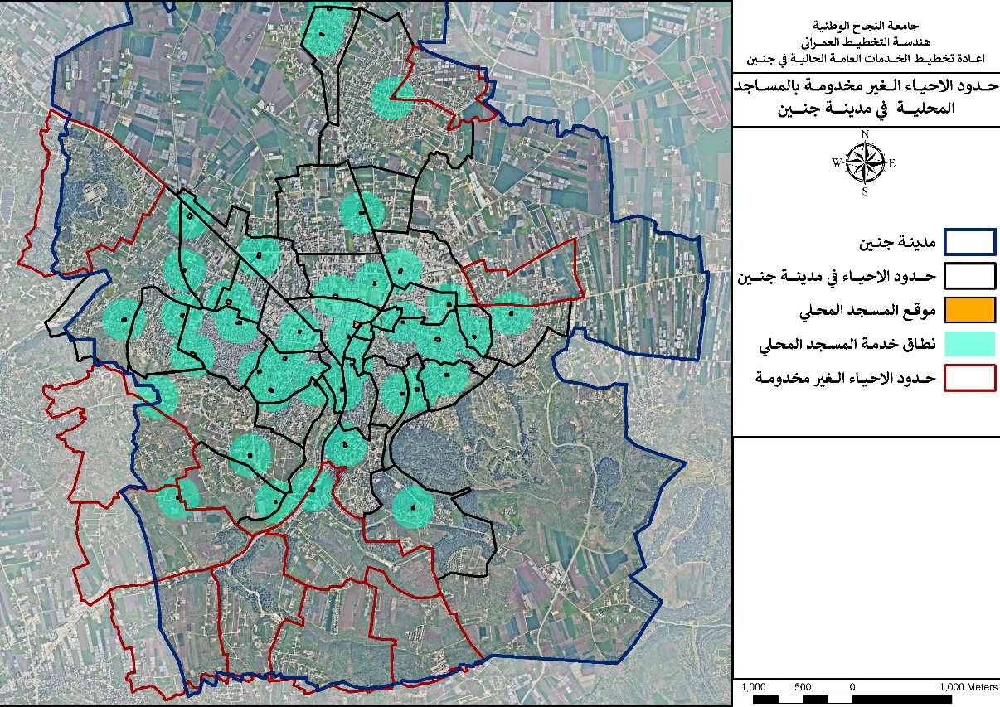 جامعة النجاح الوطنية
هندسة التخطيط العمراني
اعادة تخطيط الخدمات العامة الحالية في جنين
حدود الاحياء الغير مخدومة بالمساجد
المحلية في مدينة جنين
N
W E
S
مدينة جنين
حدود الاحياء في مدينة جنين
موقع المسجد المحلي
نطاق خدمة المسجد المحلي
حدود الاحياء الغير مخدومة
1,000 500 0 1,000 Meters